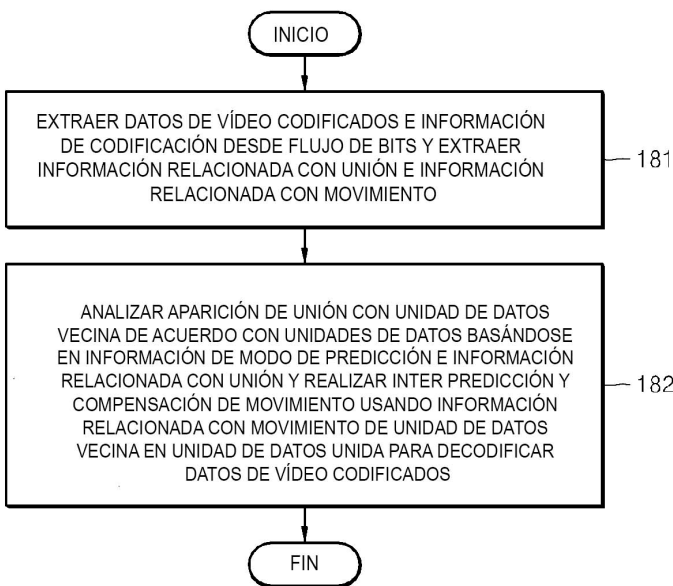 INICIO
EXTRAER DATOS DE VÍDEO CODIFICADOS E INFORMACIÓN
DE CODIFICACIÓN DESDE FLUJO DE BITS Y EXTRAER
INFORMACIÓN RELACIONADA CON UNIÓN E INFORMACIÓN
RELACIONADA CON MOVIMIENTO
181
ANALIZAR APARICIÓN DE UNIÓN CON UNIDAD DE DATOS
VECINA DE ACUERDO CON UNIDADES DE DATOS BASÁNDOSE
EN INFORMACIÓN DE MODO DE PREDICCIÓN E INFORMACIÓN
RELACIONADA CON UNIÓN Y REALIZAR INTER PREDICCIÓN Y
COMPENSACIÓN DE MOVIMIENTO USANDO INFORMACIÓN
RELACIONADA CON MOVIMIENTO DE UNIDAD DE DATOS
VECINA EN UNIDAD DE DATOS UNIDA PARA DECODIFICAR
DATOS DE VÍDEO CODIFICADOS
182
FIN